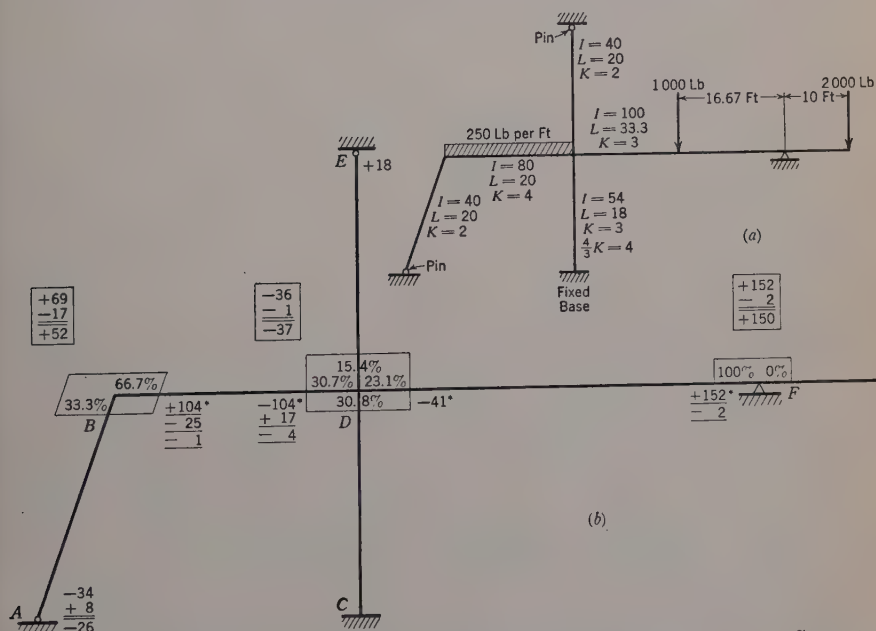 Pin
I = 40
L = 20
K = 2
1 000 Lb
2 000 Lb
16.67 Ft
10 Ft
I = 100
L = 33.3
K = 3
250 Lb per Ft
I = 80
L = 20
K = 4
I = 40
L = 20
K = 2
I = 54
L = 18
K = 3
4/3 K = 4
(a)
Pin
Fixed
Base
E
+18
+69
−17
+52
−36
− 1
−37
+152
− 2
+150
15.4%
66.7%
30.7%
23.1%
100%
0%
33.3%
30.8%
B
+104*
− 25
− 1
−104*
+ 17
− 4
D
−41*
+152*
− 2
F
(b)
A
−34
+ 8
−26
C